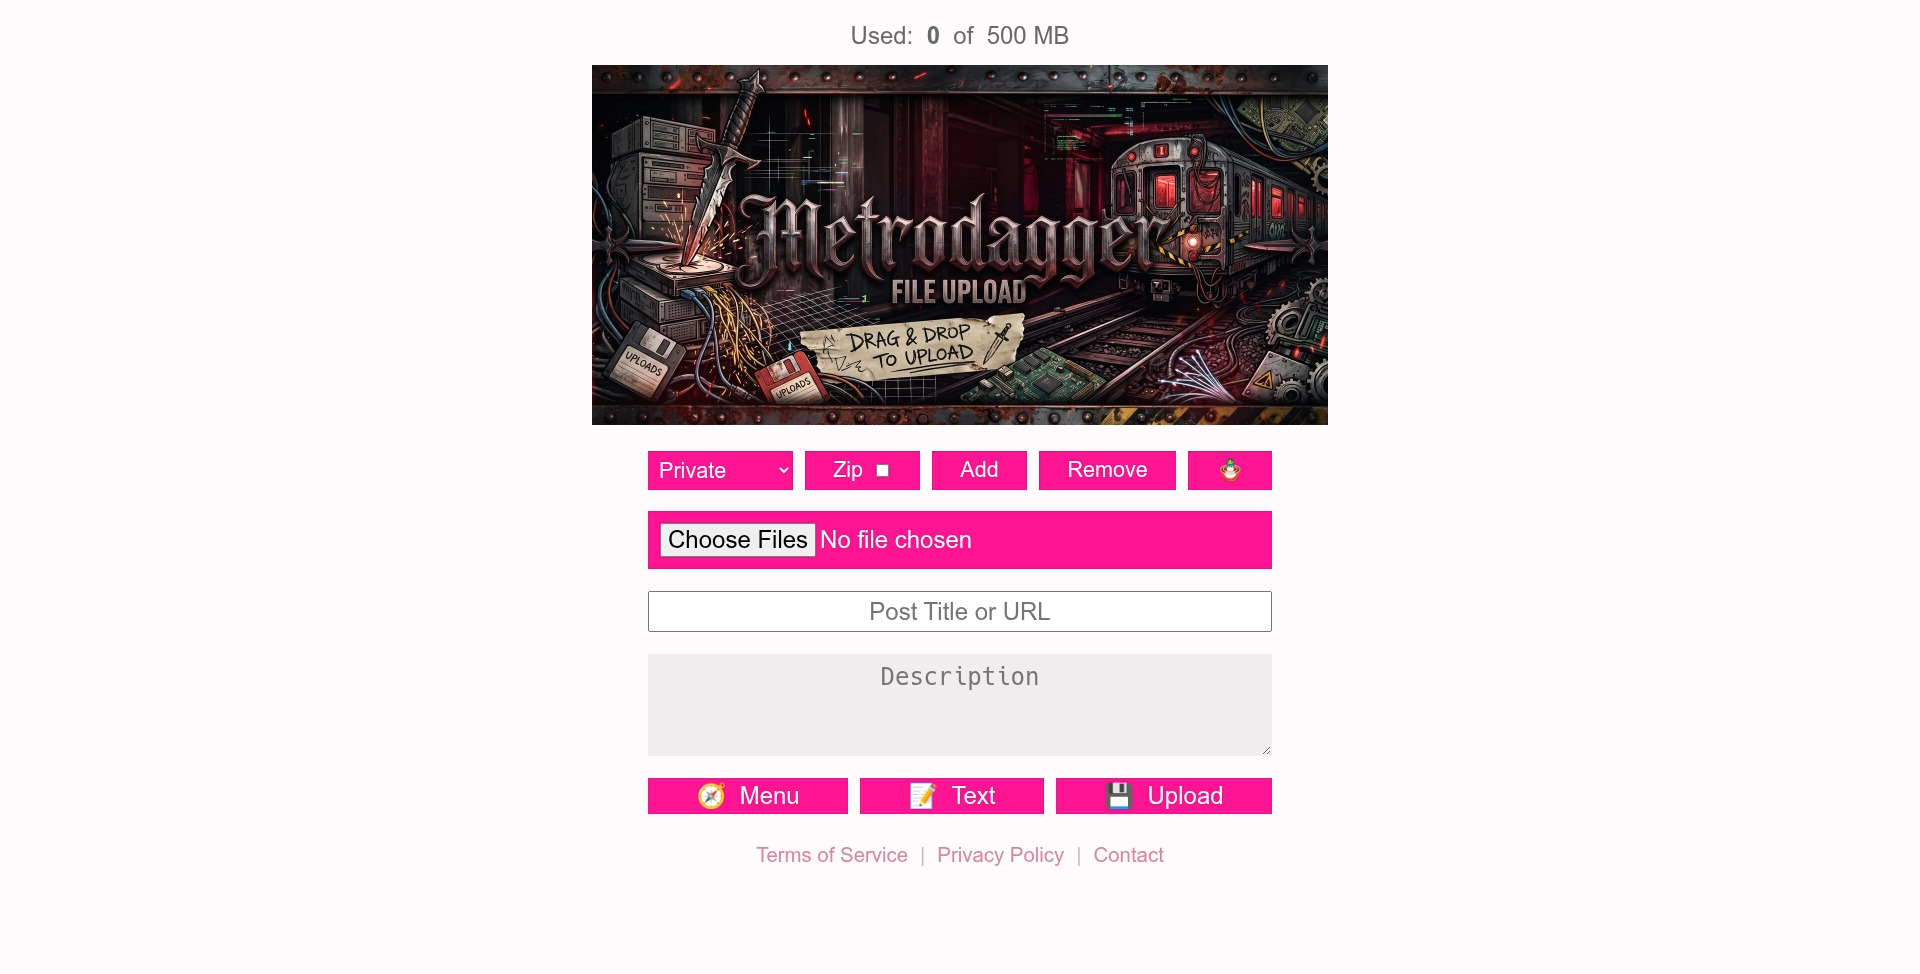 Used: 0 of 500 MB
Metrodagger
FILE UPLOAD
DRAG & DROP
TO UPLOAD
UPLOADS
UPLOADS
Private
Zip
Add
Remove
Choose Files No file chosen
Post Title or URL
Description
Menu
Text
Upload
Terms of Service | Privacy Policy | Contact